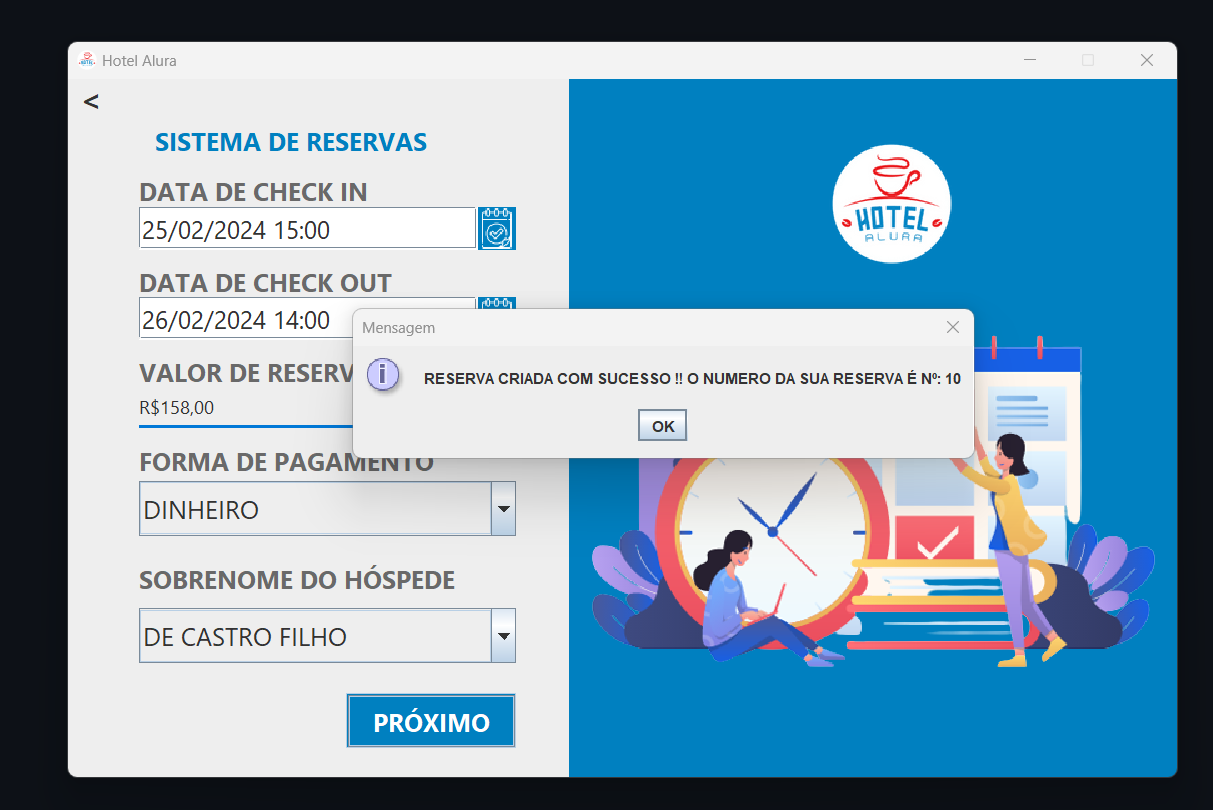 Hotel Alura
<
SISTEMA DE RESERVAS
DATA DE CHECK IN
25/02/2024 15:00
DATA DE CHECK OUT
26/02/2024 14:00
VALOR DE RESERV
R$158,00
FORMA DE PAGAMENTO
DINHEIRO
SOBRENOME DO HÓSPEDE
DE CASTRO FILHO
PRÓXIMO
HOTEL
ALURA
Mensagem
i
RESERVA CRIADA COM SUCESSO !! O NUMERO DA SUA RESERVA É Nº: 10
OK